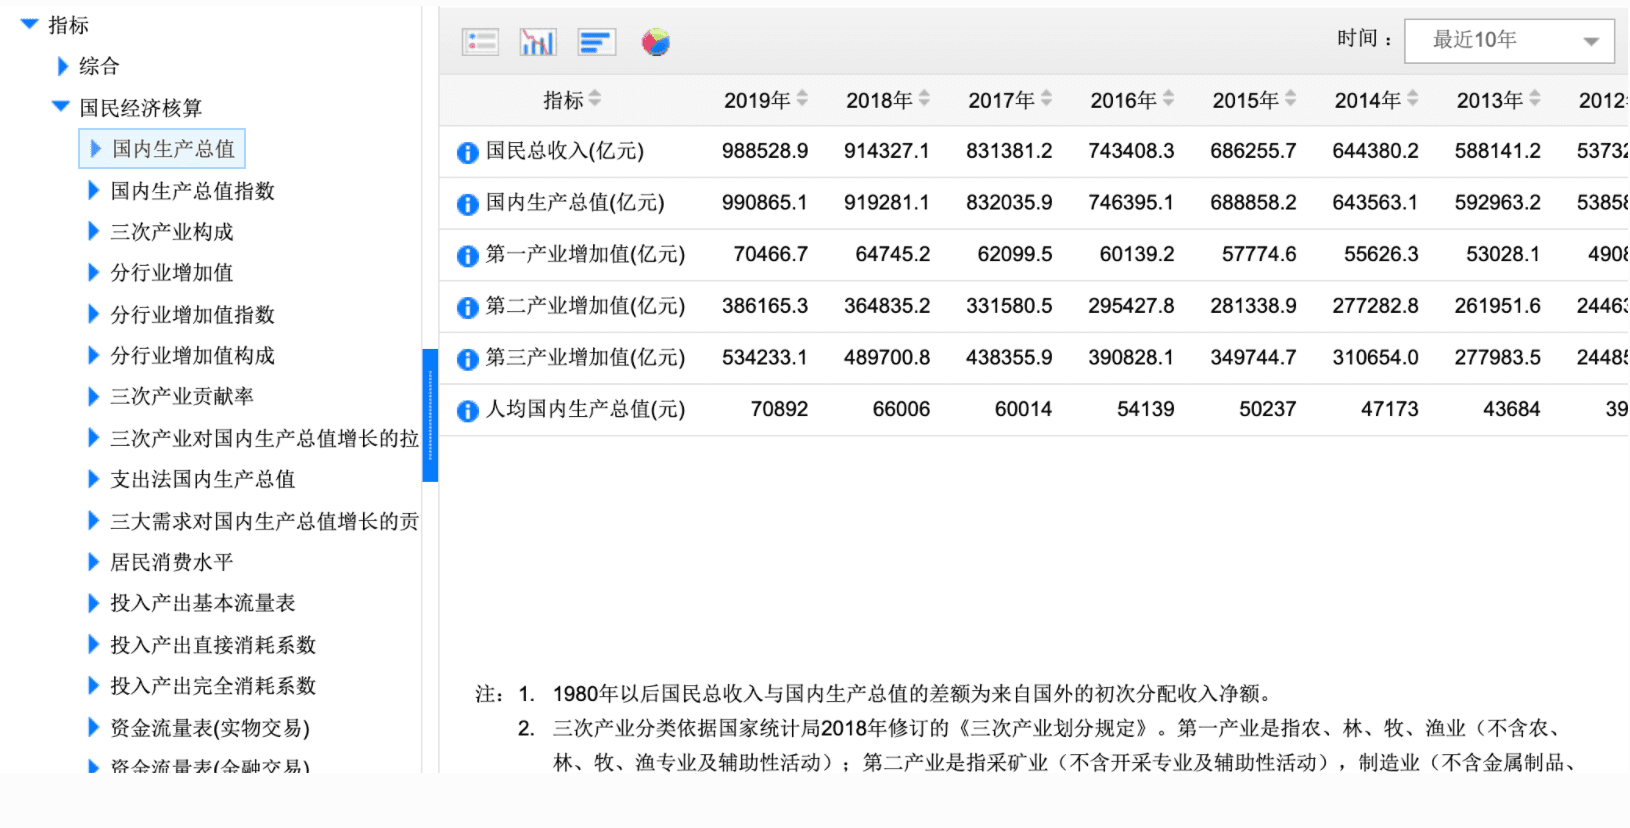 指标
综合
国民经济核算
国内生产总值
国内生产总值指数
三次产业构成
分行业增加值
分行业增加值指数
分行业增加值构成
三次产业贡献率
三次产业对国内生产总值增长的拉
支出法国内生产总值
三大需求对国内生产总值增长的贡
居民消费水平
投入产出基本流量表
投入产出直接消耗系数
投入产出完全消耗系数
资金流量表(实物交易)
资金流量表(金融交易)
时间： 最近10年
指标 2019年 2018年 2017年 2016年 2015年 2014年 2013年 2012
国民总收入(亿元) 988528.9 914327.1 831381.2 743408.3 686255.7 644380.2 588141.2 53732
国内生产总值(亿元) 990865.1 919281.1 832035.9 746395.1 688858.2 643563.1 592963.2 53858
第一产业增加值(亿元) 70466.7 64745.2 62099.5 60139.2 57774.6 55626.3 53028.1 4908
第二产业增加值(亿元) 386165.3 364835.2 331580.5 295427.8 281338.9 277282.8 261951.6 24463
第三产业增加值(亿元) 534233.1 489700.8 438355.9 390828.1 349744.7 310654.0 277983.5 24485
人均国内生产总值(元) 70892 66006 60014 54139 50237 47173 43684 39
注： 1. 1980年以后国民总收入与国内生产总值的差额为来自国外的初次分配收入净额。
2. 三次产业分类依据国家统计局2018年修订的《三次产业划分规定》。第一产业是指农、林、牧、渔业（不含农、
林、牧、渔专业及辅助性活动）；第二产业是指采矿业（不含开采专业及辅助性活动），制造业（不含金属制品、